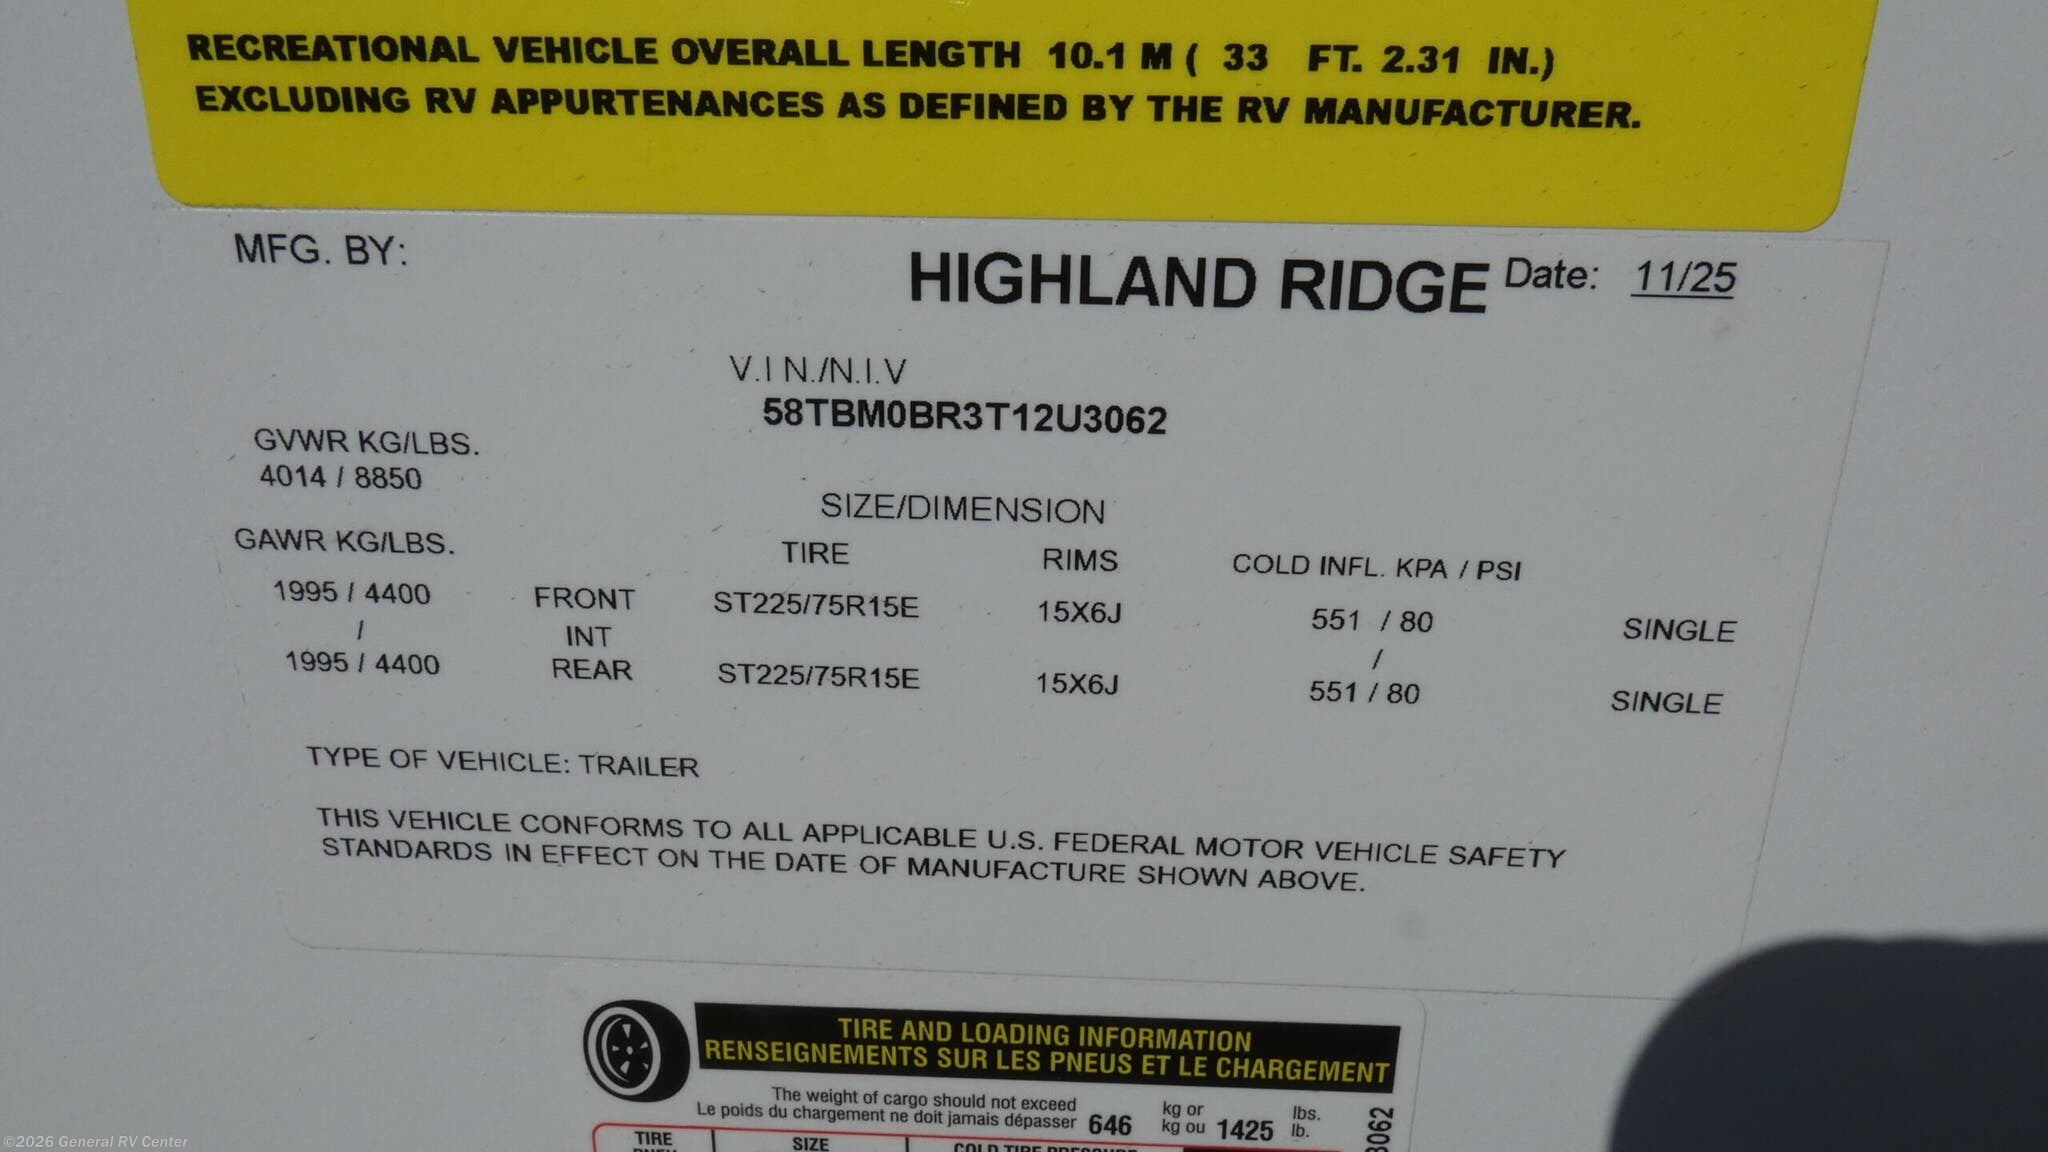 RECREATIONAL VEHICLE OVERALL LENGTH 10.1 M ( 33 FT. 2.31 IN.)
EXCLUDING RV APPURTENANCES AS DEFINED BY THE RV MANUFACTURER.
MFG. BY: HIGHLAND RIDGE Date: 11/25
V.I N./N.I.V
58TBM0BR3T12U3062
GVWR KG/LBS.
4014 / 8850
SIZE/DIMENSION
GAWR KG/LBS. TIRE RIMS COLD INFL. KPA / PSI
1995 / 4400 FRONT ST225/75R15E 15X6J 551 / 80 SINGLE
/ INT /
1995 / 4400 REAR ST225/75R15E 15X6J 551 / 80 SINGLE
TYPE OF VEHICLE: TRAILER
THIS VEHICLE CONFORMS TO ALL APPLICABLE U.S. FEDERAL MOTOR VEHICLE SAFETY
STANDARDS IN EFFECT ON THE DATE OF MANUFACTURE SHOWN ABOVE.
TIRE AND LOADING INFORMATION
RENSEIGNEMENTS SUR LES PNEUS ET LE CHARGEMENT
The weight of cargo should not exceed kg or lbs.
Le poids du chargement ne doit jamais dépasser 646 kg ou 1425 lb.
3062
TIRE SIZE COLD TIRE PRESSURE
©2026 General RV Center